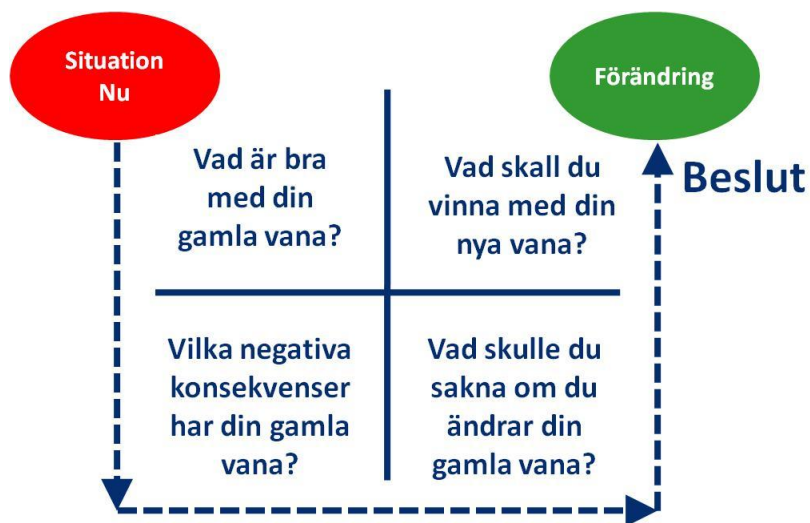 Situation
Nu
Förändring
Vad är bra
med din
gamla vana?
Vad skall du
vinna med din
nya vana?
Beslut
Vilka negativa
konsekvenser
har din gamla
vana?
Vad skulle du
sakna om du
ändrar din
gamla vana?